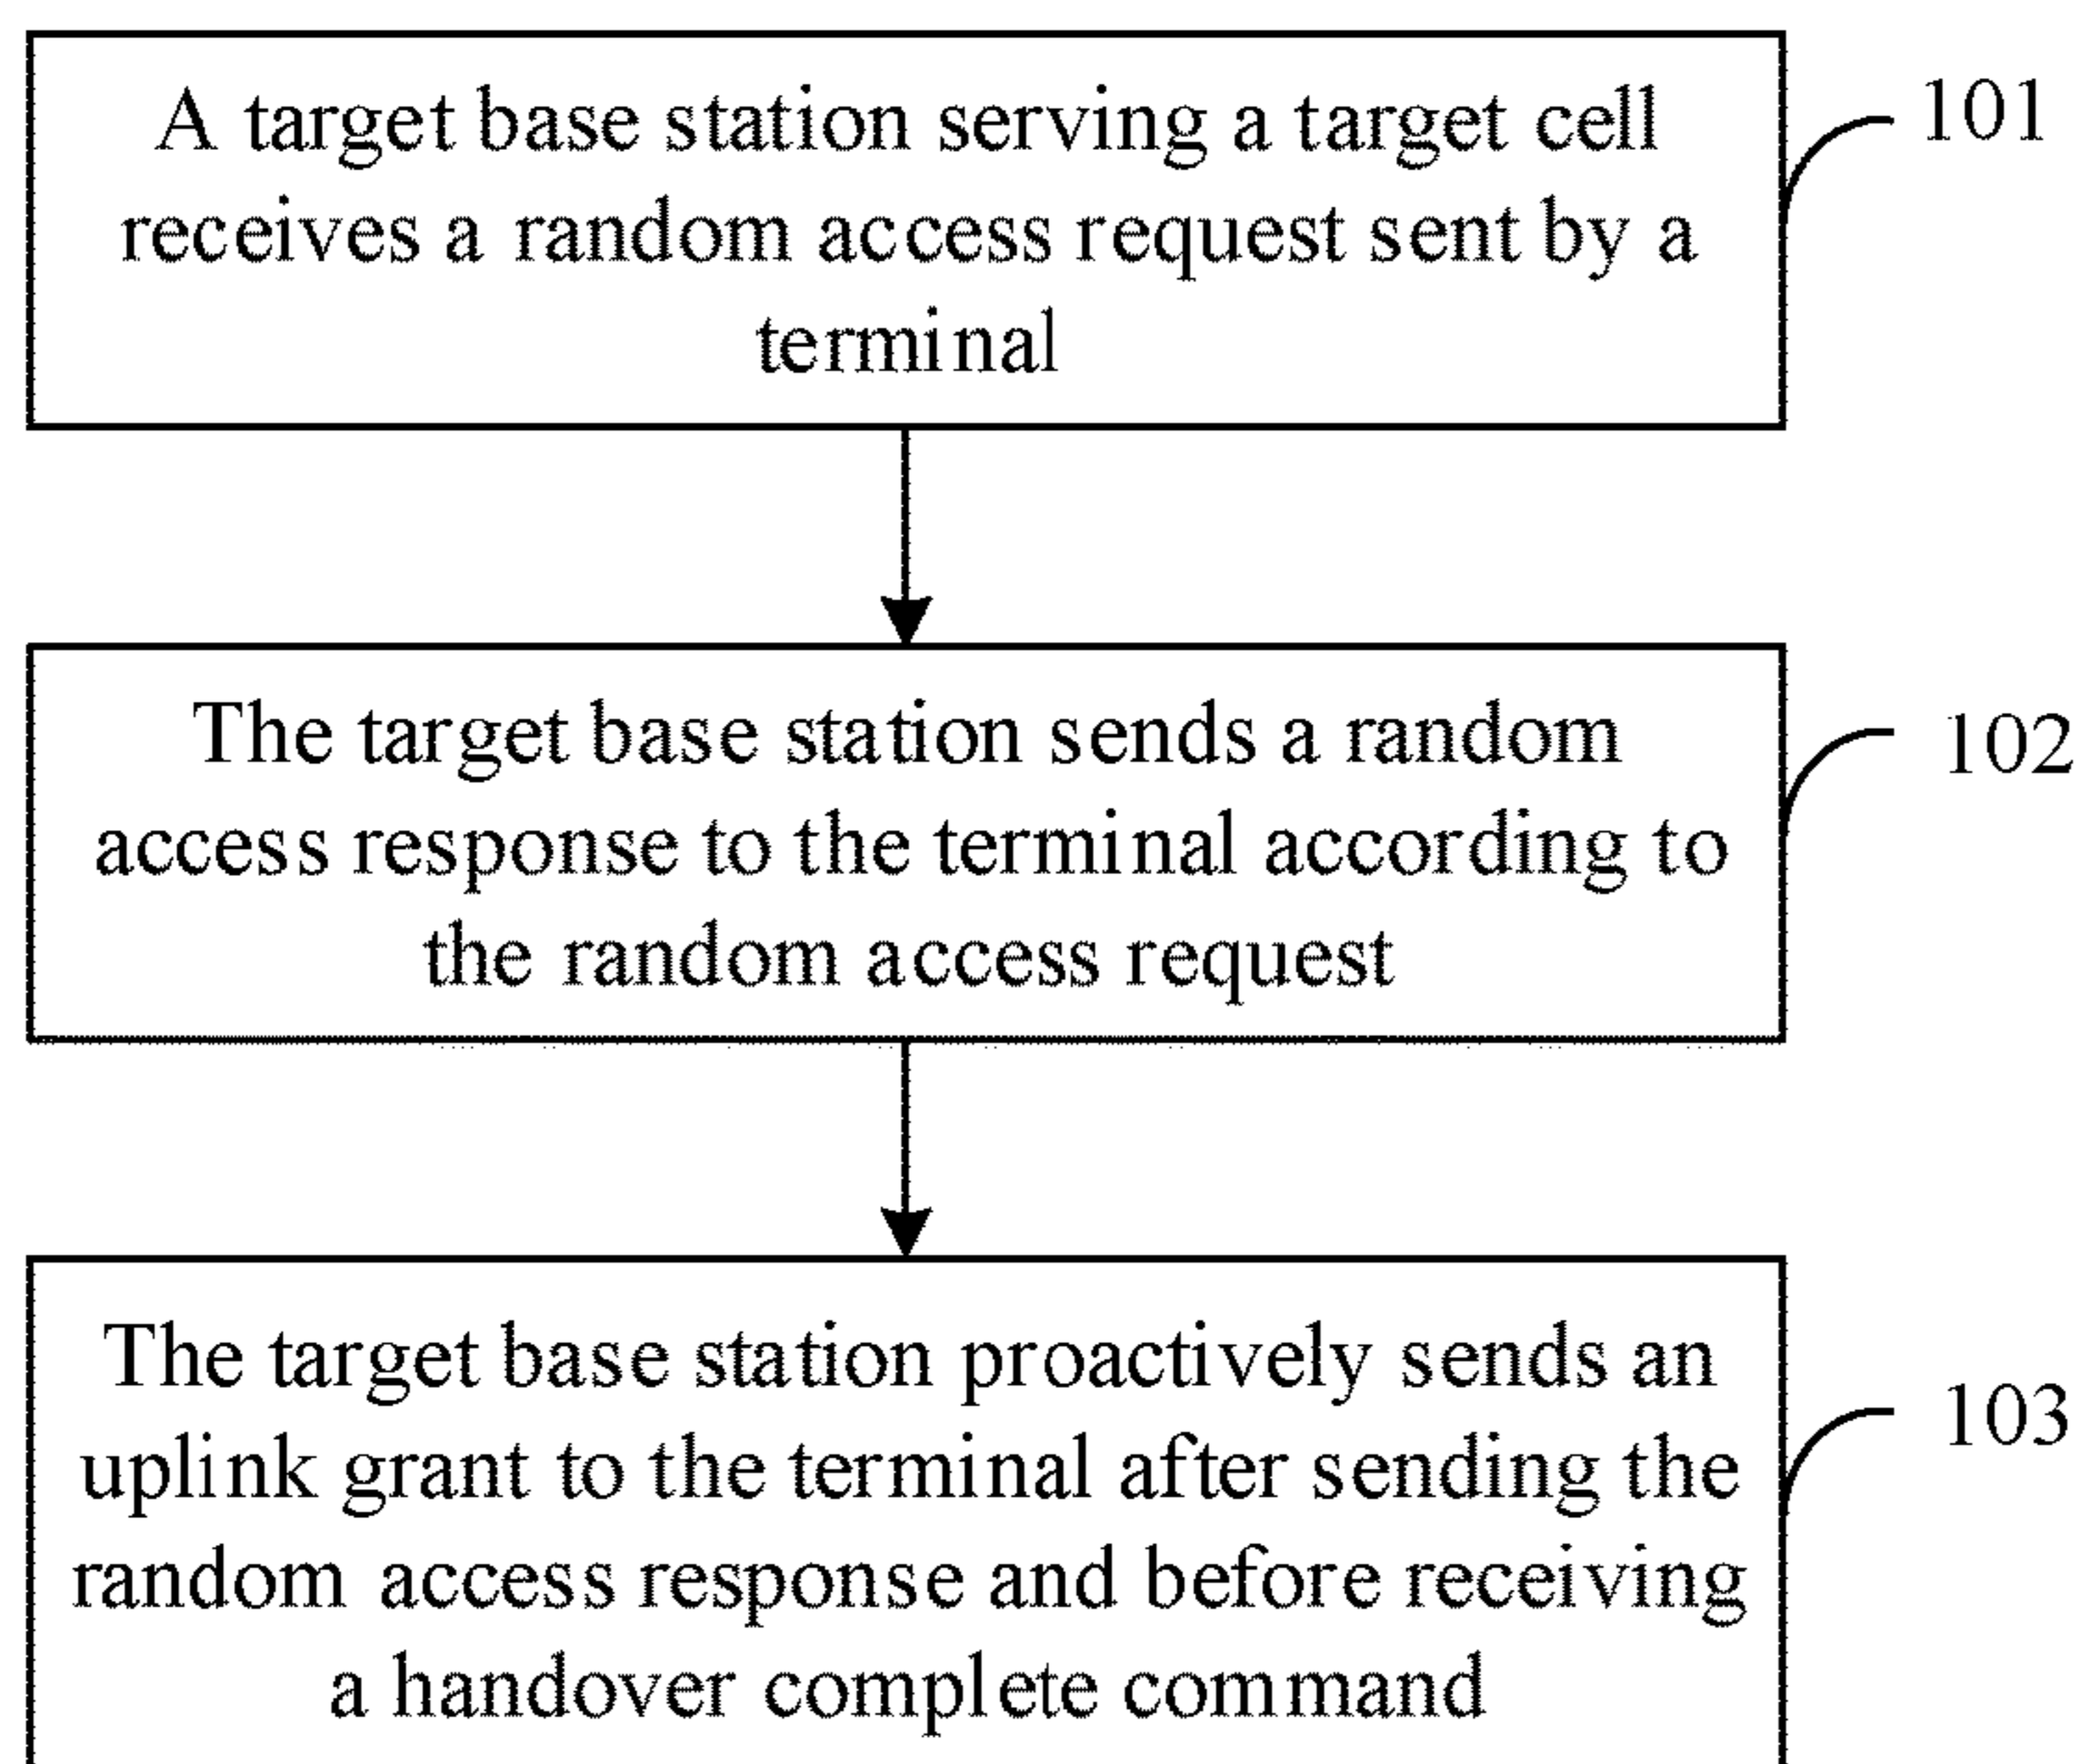 A target base station serving a target cell
receives a random access request sent by a
terminal
101
The target base station sends a random
access response to the terminal according to
the random access request
102
The target base station proactively sends an
uplink grant to the terminal after sending the
random access response and before receiving
a handover complete command
103